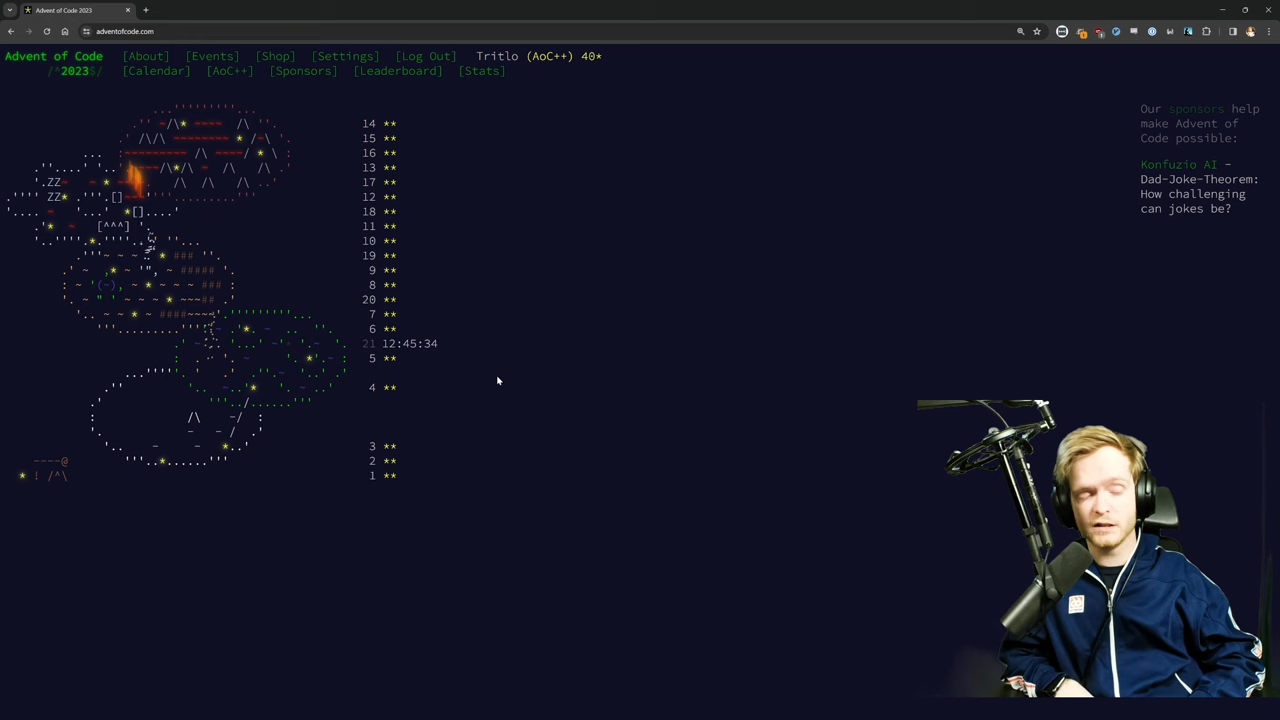 Advent of Code 2023
adventofcode.com
Advent of Code [About] [Events] [Shop] [Settings] [Log Out] Tritlo (AoC++) 40*
/^2023$/ [Calendar] [AoC++] [Sponsors] [Leaderboard] [Stats]
Our sponsors help
make Advent of
Code possible:
Konfuzio AI -
Dad-Joke-Theorem:
How challenging
can jokes be?
14 **
15 **
16 **
13 **
17 **
12 **
18 **
11 **
10 **
19 **
9 **
8 **
20 **
7 **
6 **
21 12:45:34
5 **
4 **
3 **
2 **
1 **